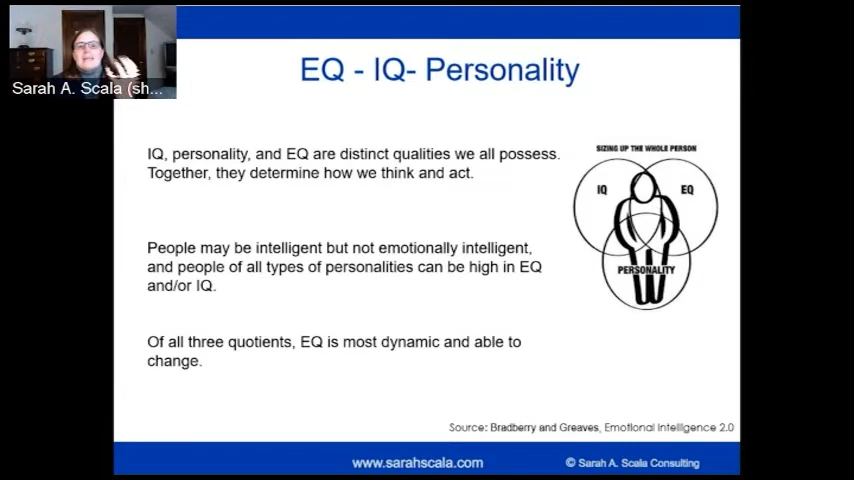 Sarah A. Scala (sh...
EQ - IQ- Personality
IQ, personality, and EQ are distinct qualities we all possess.
Together, they determine how we think and act.
SIZING UP THE WHOLE PERSON
IQ
EQ
PERSONALITY
People may be intelligent but not emotionally intelligent,
and people of all types of personalities can be high in EQ
and/or IQ.
Of all three quotients, EQ is most dynamic and able to
change.
Source: Bradberry and Greaves, Emotional Intelligence 2.0
www.sarahscala.com
© Sarah A. Scala Consulting